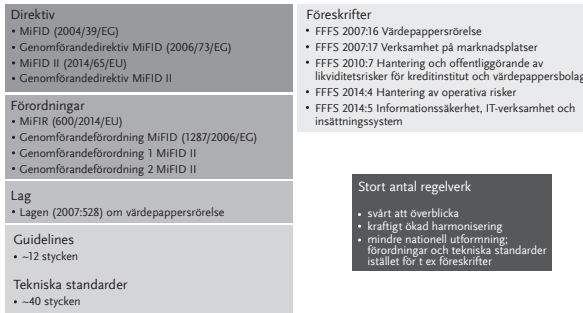 Direktiv
• MiFID (2004/39/EG)
• Genomförandedirektiv MiFID (2006/73/EG)
• MiFID II (2014/65/EU)
• Genomförandedirektiv MiFID II
Förordningar
• MiFIR (600/2014/EU)
• Genomförandeförordning MiFID (1287/2006/EG)
• Genomförandeförordning 1 MiFID II
• Genomförandeförordning 2 MiFID II
Lag
• Lagen (2007:528) om värdepappersrörelse
Guidelines
• ~12 stycken
Tekniska standarder
• ~40 stycken
Föreskrifter
• FFFS 2007:16 Värdepappersrörelse
• FFFS 2007:17 Verksamhet på marknadsplatser
• FFFS 2010:7 Hantering och offentliggörande av
likviditetsrisker för kreditinstitut och värdepappersbolag
• FFFS 2014:4 Hantering av operativa risker
• FFFS 2014:5 Informationssäkerhet, IT-verksamhet och
insättningssystem
Stort antal regelverk
• svårt att överblicka
• kraftigt ökad harmonisering
• mindre nationell utformning;
förordningar och tekniska standarder
istället för t ex föreskrifter